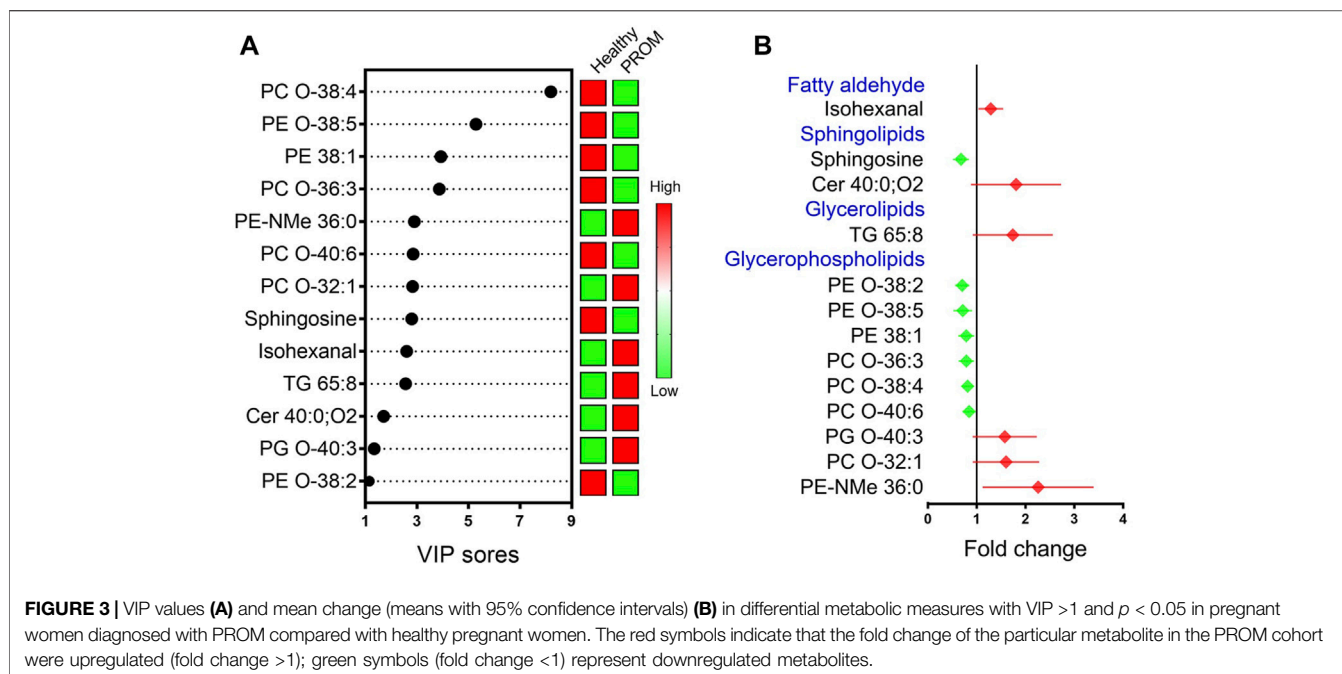 A
Healthy
PROM
PC O-38:4
PE O-38:5
PE 38:1
PC O-36:3
PE-NMe 36:0
PC O-40:6
PC O-32:1
Sphingosine
Isohexanal
TG 65:8
Cer 40:0;O2
PG O-40:3
PE O-38:2
1 3 5 7 9
VIP sores
High
Low
B
Fatty aldehyde
Isohexanal
Sphingolipids
Sphingosine
Cer 40:0;O2
Glycerolipids
TG 65:8
Glycerophospholipids
PE O-38:2
PE O-38:5
PE 38:1
PC O-36:3
PC O-38:4
PC O-40:6
PG O-40:3
PC O-32:1
PE-NMe 36:0
0 1 2 3 4
Fold change
FIGURE 3 | VIP values (A) and mean change (means with 95% confidence intervals) (B) in differential metabolic measures with VIP >1 and p < 0.05 in pregnant
women diagnosed with PROM compared with healthy pregnant women. The red symbols indicate that the fold change of the particular metabolite in the PROM cohort
were upregulated (fold change >1); green symbols (fold change <1) represent downregulated metabolites.